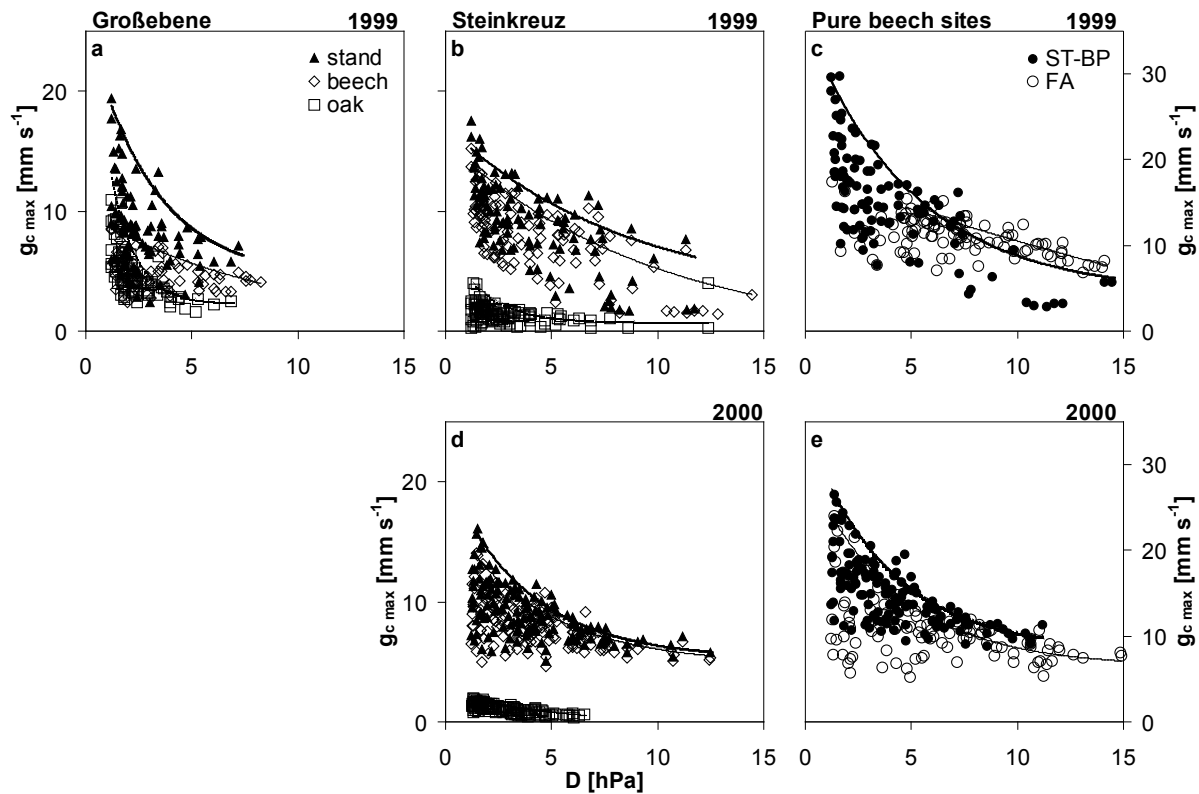 Großebene 1999
Steinkreuz 1999
Pure beech sites 1999
a
stand
beech
oak
b
c
ST-BP
FA
g c max [mm s-1]
20
10
0
30
20
10
0
0 5 10 15
0 5 10 15
0 5 10 15
2000
2000
d
e
g c max [mm s-1]
20
10
0
g c max [mm s-1]
30
20
10
0
0 5 10 15
0 5 10 15
D [hPa]
g c max [mm s-1]